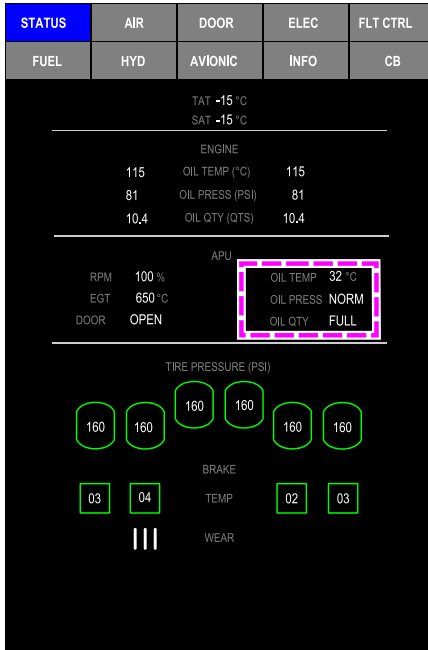 STATUS AIR DOOR ELEC FLT CTRL
FUEL HYD AVIONIC INFO CB
TAT -15 °C
SAT -15 °C
ENGINE
115 OIL TEMP (°C) 115
81 OIL PRESS (PSI) 81
10.4 OIL QTY (QTS) 10.4
APU
RPM 100 % OIL TEMP 32 °C
EGT 650 °C OIL PRESS NORM
DOOR OPEN OIL QTY FULL
TIRE PRESSURE (PSI)
160 160 160 160 160 160
BRAKE
03 04 TEMP 02 03
WEAR